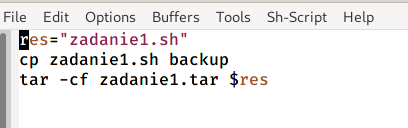 File Edit Options Buffers Tools Sh-Script Help
res="zadanie1.sh"
cp zadanie1.sh backup
tar -cf zadanie1.tar $res